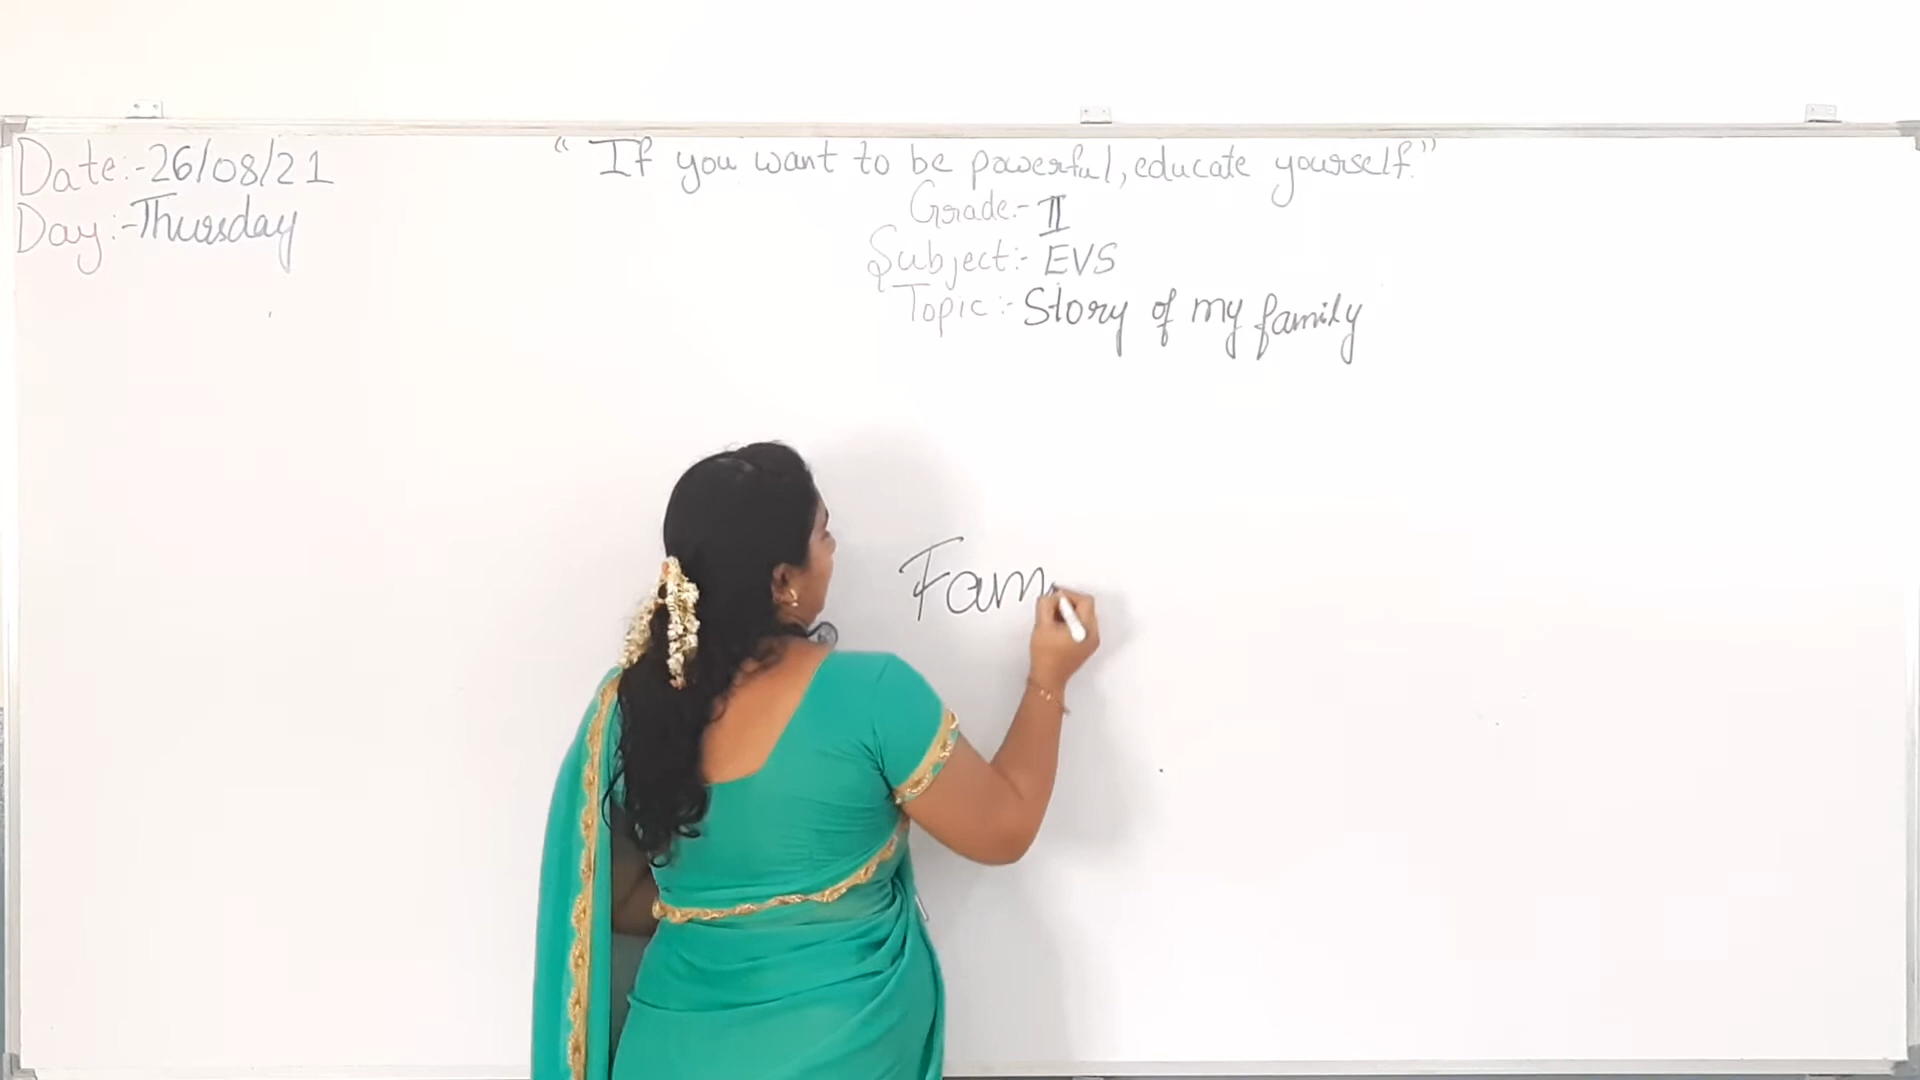 Date:-26/08/21
Day:-Thursday
“If you want to be powerful, educate yourself.”
Grade:-II
Subject:-EVS
Topic:-Story of my family
Fam